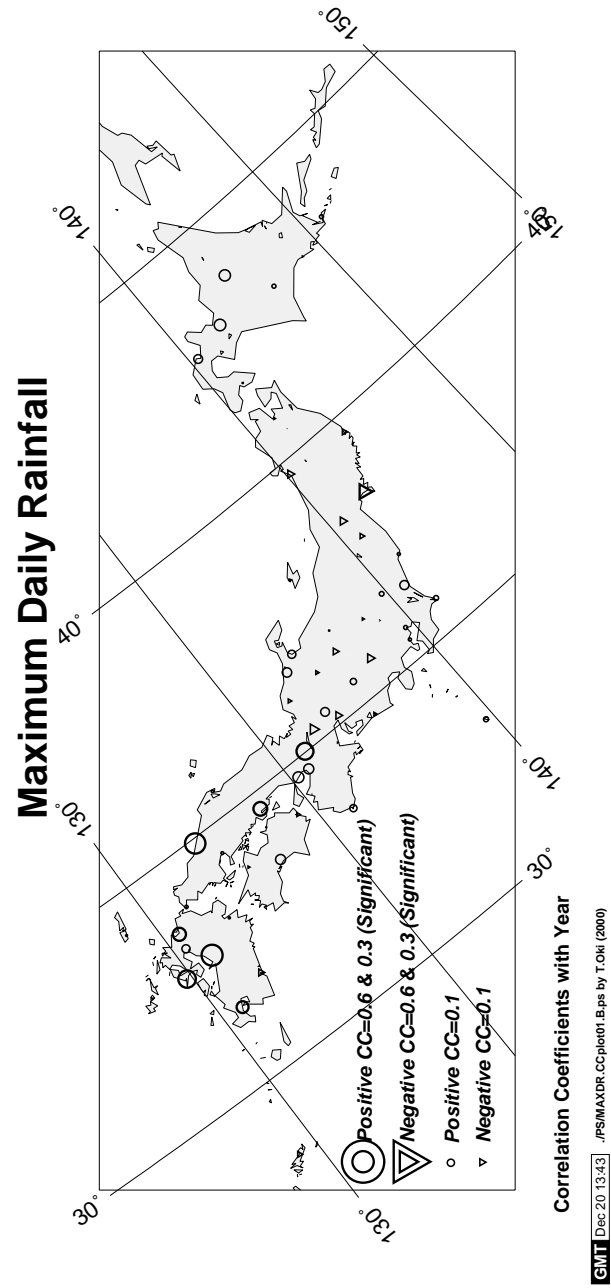 Maximum Daily Rainfall
130˚
40˚
140˚
150˚
30˚
130˚
30˚
140˚
40˚
150˚
Positive CC=0.6 & 0.3 (Significant)
Negative CC=0.6 & 0.3 (Significant)
Positive CC=0.1
Negative CC=0.1
Correlation Coefficients with Year
GMT Dec 20 13:43 ./PS/MAXDR.CCplot01.B.ps by T.Oki (2000)